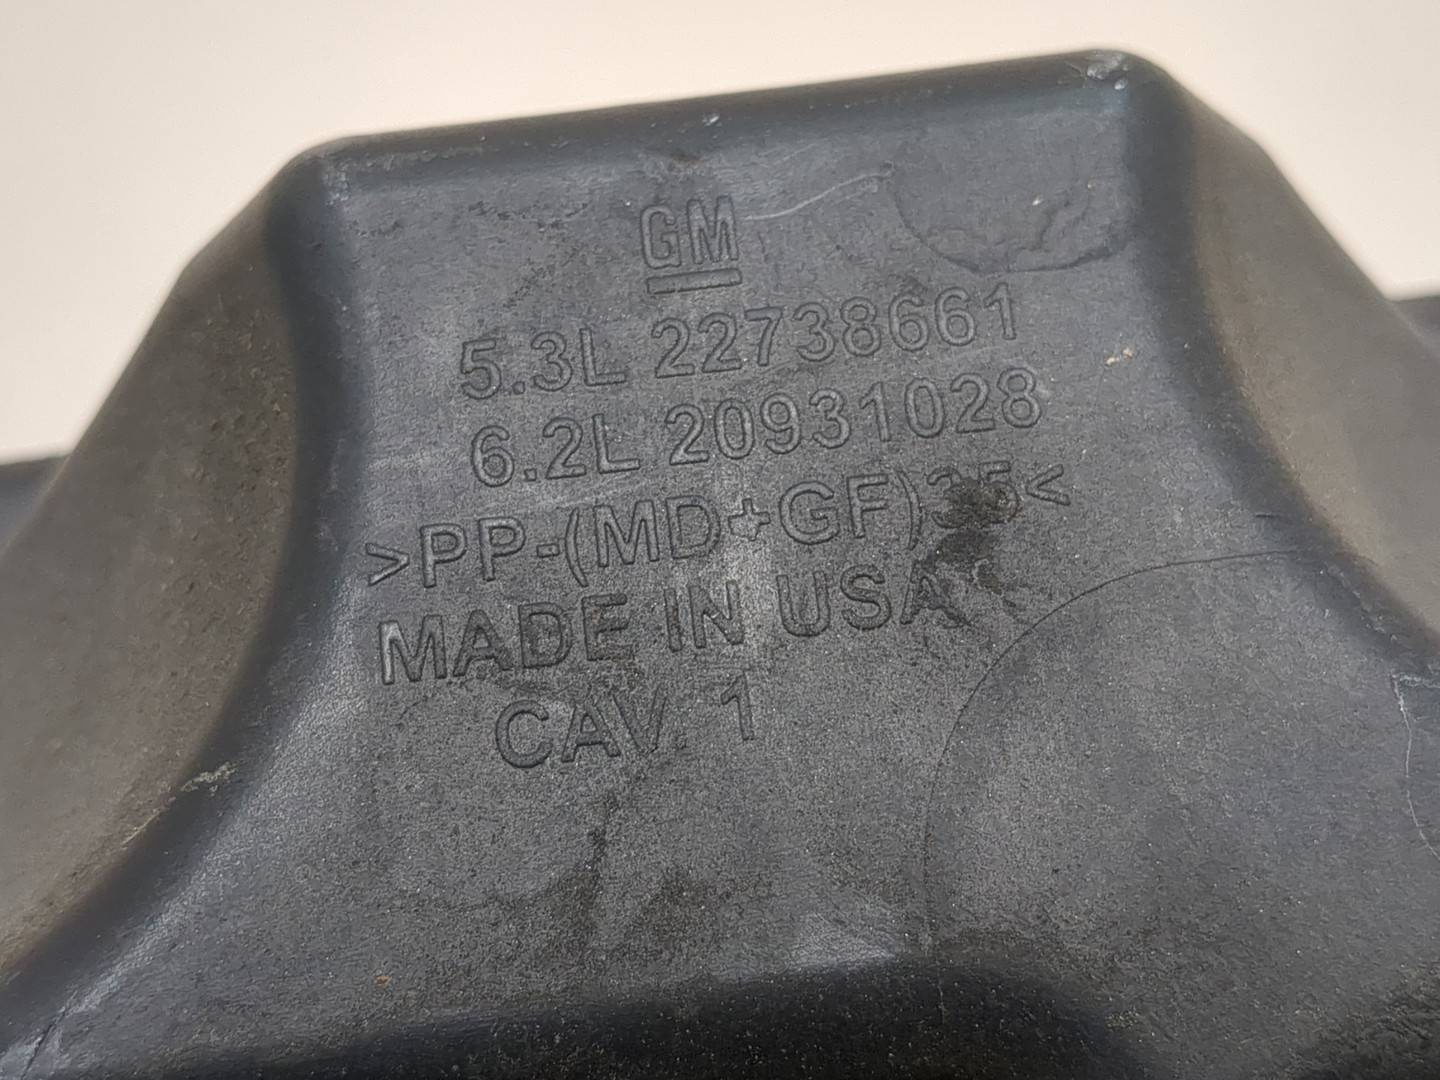 GM
5.3L 22738661
6.2L 20931028
>PP-(MD+GF)35<
MADE IN USA
CAV. 1